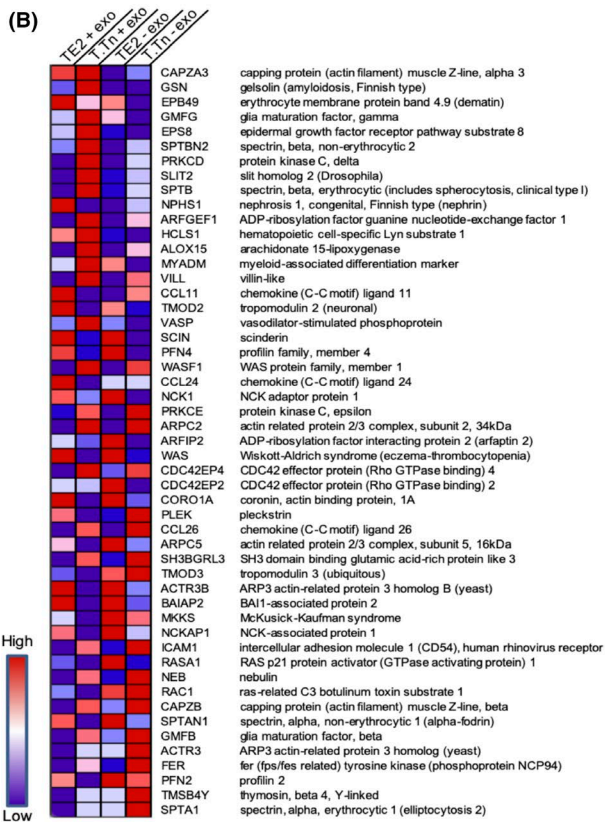 (B)
TE2 + exo
T.Tn + exo
TE2 - exo
T.Tn - exo
CAPZA3 capping protein (actin filament) muscle Z-line, alpha 3
GSN gelsolin (amyloidosis, Finnish type)
EPB49 erythrocyte membrane protein band 4.9 (dematin)
GMFG glia maturation factor, gamma
EPS8 epidermal growth factor receptor pathway substrate 8
SPTBN2 spectrin, beta, non-erythrocytic 2
PRKCD protein kinase C, delta
SLIT2 slit homolog 2 (Drosophila)
SPTB spectrin, beta, erythrocytic (includes spherocytosis, clinical type I)
NPHS1 nephrosis 1, congenital, Finnish type (nephrin)
ARFGEF1 ADP-ribosylation factor guanine nucleotide-exchange factor 1
HCLS1 hematopoietic cell-specific Lyn substrate 1
ALOX15 arachidonate 15-lipoxygenase
MYADM myeloid-associated differentiation marker
VILL villin-like
CCL11 chemokine (C-C motif) ligand 11
TMOD2 tropomodulin 2 (neuronal)
VASP vasodilator-stimulated phosphoprotein
SCIN scinderin
PFN4 profilin family, member 4
WASF1 WAS protein family, member 1
CCL24 chemokine (C-C motif) ligand 24
NCK1 NCK adaptor protein 1
PRKCE protein kinase C, epsilon
ARPC2 actin related protein 2/3 complex, subunit 2, 34kDa
ARFIP2 ADP-ribosylation factor interacting protein 2 (arfaptin 2)
WAS Wiskott-Aldrich syndrome (eczema-thrombocytopenia)
CDC42EP4 CDC42 effector protein (Rho GTPase binding) 4
CDC42EP2 CDC42 effector protein (Rho GTPase binding) 2
CORO1A coronin, actin binding protein, 1A
PLEK pleckstrin
CCL26 chemokine (C-C motif) ligand 26
ARPC5 actin related protein 2/3 complex, subunit 5, 16kDa
SH3BGRL3 SH3 domain binding glutamic acid-rich protein like 3
TMOD3 tropomodulin 3 (ubiquitous)
ACTR3B ARP3 actin-related protein 3 homolog B (yeast)
BAIAP2 BAI1-associated protein 2
MKKS McKusick-Kaufman syndrome
NCKAP1 NCK-associated protein 1
ICAM1 intercellular adhesion molecule 1 (CD54), human rhinovirus receptor
RASA1 RAS p21 protein activator (GTPase activating protein) 1
NEB nebulin
RAC1 ras-related C3 botulinum toxin substrate 1
CAPZB capping protein (actin filament) muscle Z-line, beta
SPTAN1 spectrin, alpha, non-erythrocytic 1 (alpha-fodrin)
GMFB glia maturation factor, beta
ACTR3 ARP3 actin-related protein 3 homolog (yeast)
FER fer (fps/fes related) tyrosine kinase (phosphoprotein NCP94)
PFN2 profilin 2
TMSB4Y thymosin, beta 4, Y-linked
SPTA1 spectrin, alpha, erythrocytic 1 (elliptocytosis 2)
High
Low